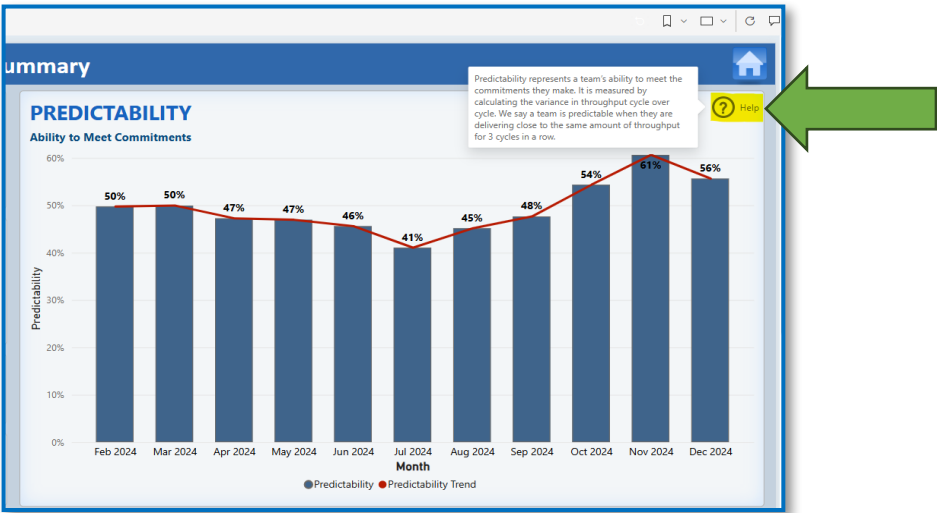 ummary
Predictability represents a team's ability to meet the
commitments they make. It is measured by
calculating the variance in throughput cycle over
cycle. We say a team is predictable when they are
delivering close to the same amount of throughput
for 3 cycles in a row.
Help
PREDICTABILITY
Ability to Meet Commitments
60%
50%
40%
30%
20%
10%
0%
Predictability
50%
50%
47%
47%
46%
41%
45%
48%
54%
61%
56%
Feb 2024
Mar 2024
Apr 2024
May 2024
Jun 2024
Jul 2024
Aug 2024
Sep 2024
Oct 2024
Nov 2024
Dec 2024
Month
Predictability
Predictability Trend